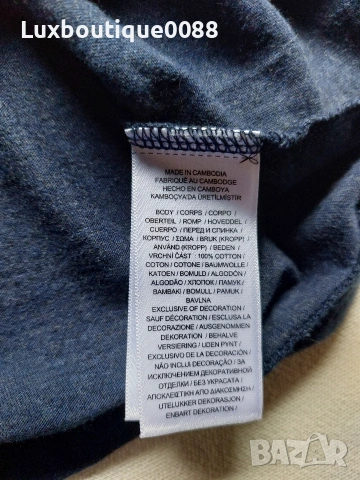 Luxboutique0088
MADE IN CAMBODIA
FABRIQUÉ AU CAMBODGE
HECHO EN CAMBOYA
KAMBOÇYA'DA ÜRETİLMİŞTİR
BODY / CORPS / CORPO /
OBERTEIL / ROMP / HOVEDDEL /
CUERPO / ПЕРЕД И СПИНКА /
КОРПУС / ΣΩΜΑ / BRUK (KROPP) /
ANVÄND (KROPP) / BEDEN /
VRCHNÍ ČÁST : 100% COTTON /
COTON / COTONE / BAUMWOLLE /
KATOEN / BOMULD / ALGODÓN /
ALGODÃO / ХЛОПОК / ПАМУК /
BAMBAKI / BOMULL / PAMUK /
BAVLNA
EXCLUSIVE OF DECORATION /
SAUF DÉCORATION / ESCLUSA LA
DECORAZIONE / AUSGENOMMEN
DEKORATION / BEHALVE
VERSIERING / UDEN PYNT /
EXCLUSIVO DE LA DECORACIÓN /
NÃO INCLUI DECORAÇÃO / ЗА
ИСКЛЮЧЕНИЕМ ДЕКОРАТИВНОЙ
ОТДЕЛКИ / БЕЗ УКРАСАТА /
ΑΠΟΚΛΕΙΣΤΙΚΗ ΑΠΟ ΔΙΑΚΟΣΜΗΣΗ /
UTELUKKER DEKORASJON /
ENBART DEKORATION /
BAZAR